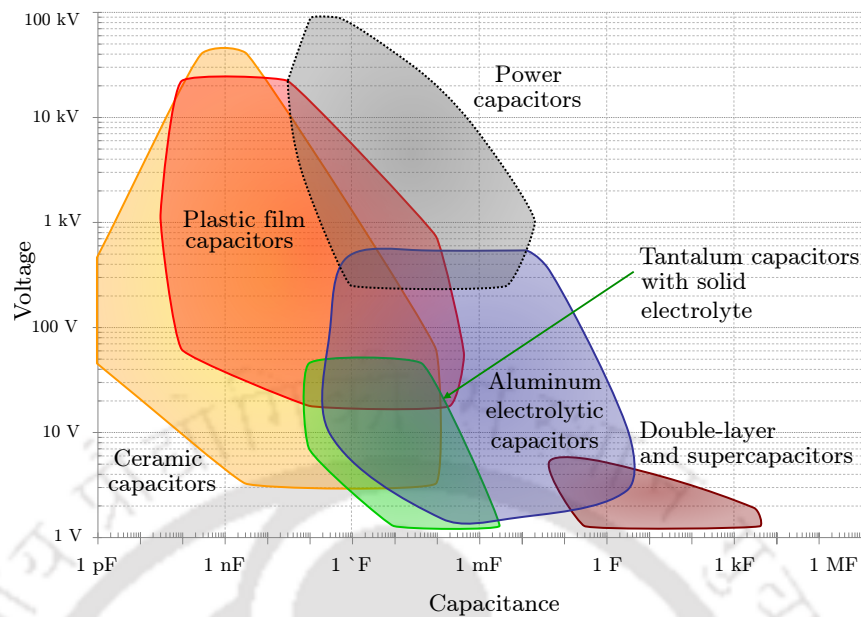 100 kV
10 kV
1 kV
100 V
10 V
1 V
Voltage
Power
capacitors
Plastic film
capacitors
Tantalum capacitors
with solid
electrolyte
Aluminum
electrolytic
capacitors
Double-layer
and supercapacitors
Ceramic
capacitors
1 pF
1 nF
1 `F
1 mF
1 F
1 kF
1 MF
Capacitance